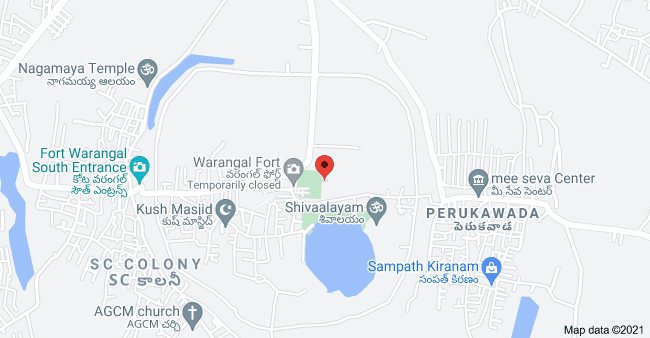 Nagamaya Temple
నాగమయ్య ఆలయం
Fort Warangal
South Entrance
కోట వరంగల్
సౌత్ ఎంట్రన్స్
Warangal Fort
వరంగల్ ఫోర్ట్
Temporarily closed
Kush Masjid
కుష్ మాస్జిద్
Shivaalayam
శివాలయం
mee seva Center
మీ సేవ సెంటర్
PERUKAWADA
పెరుకవాడ
SC COLONY
SC కాలనీ
Sampath Kiranam
సంపత్ కిరణం
AGCM church
AGCM చర్చి
Map data ©2021